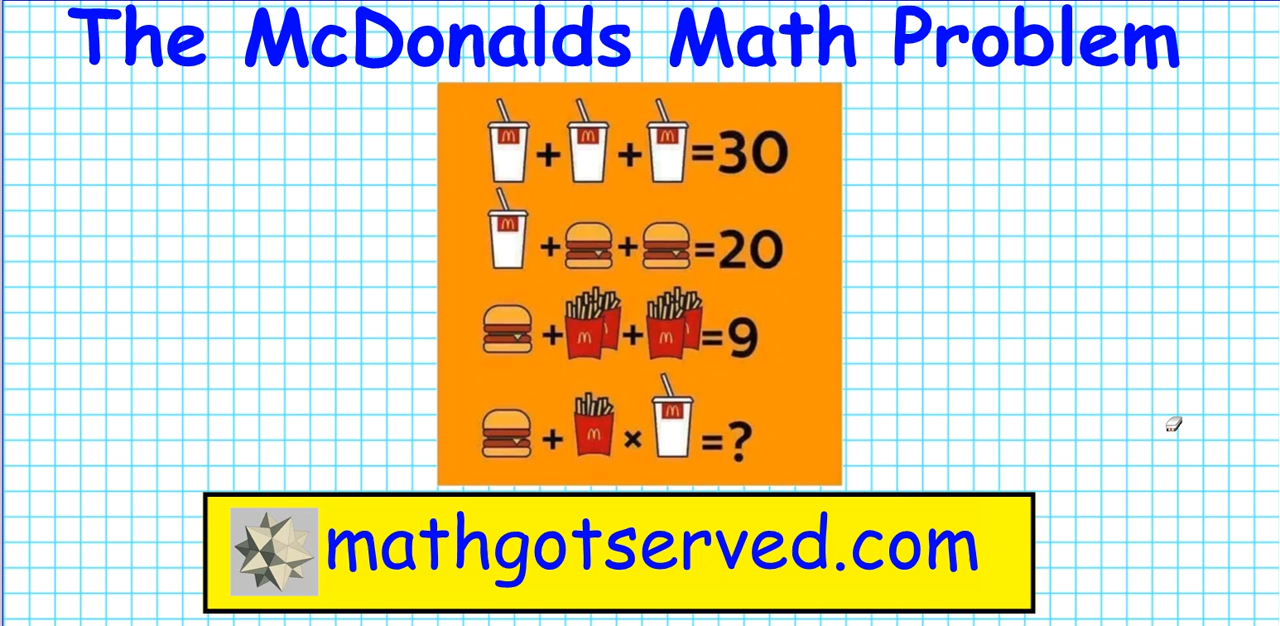 The McDonalds Math Problem
+ + =30
+ + =20
+ + =9
+ × =?
mathgotserved.com